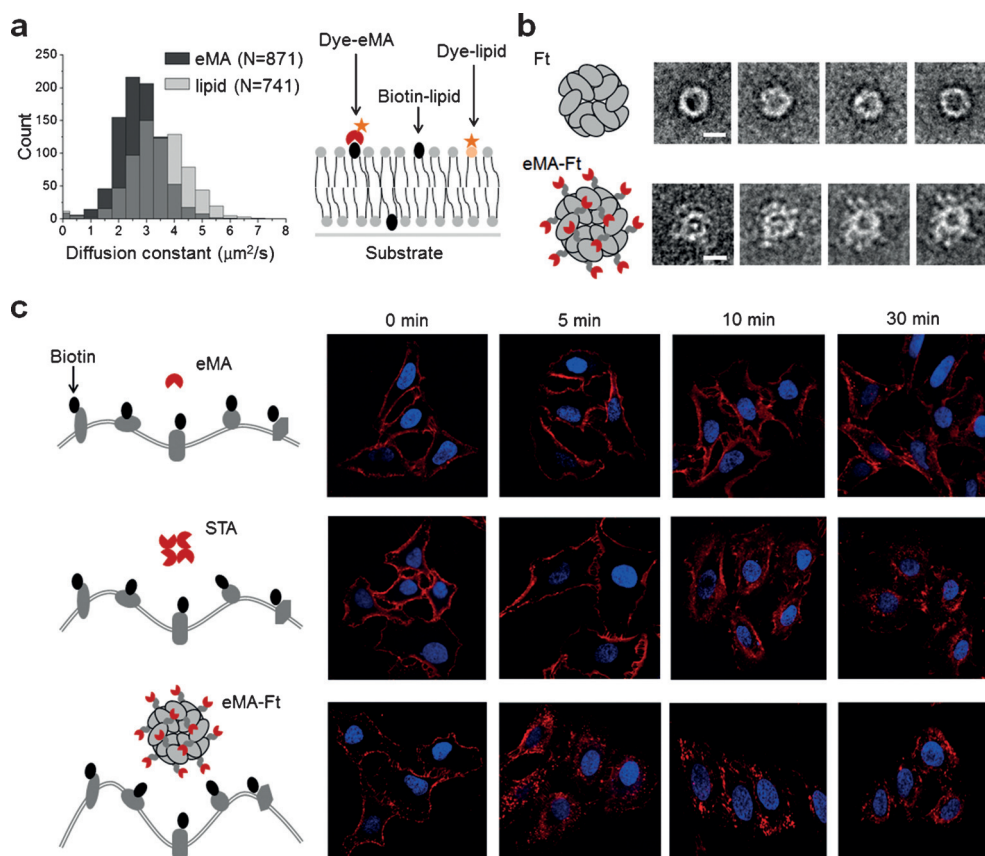 a
250
200
150
100
50
0
Count
eMA (N=871)
lipid (N=741)
0 1 2 3 4 5 6 7 8
Diffusion constant (μm²/s)
Dye-eMA
Dye-lipid
Biotin-lipid
Substrate
b
Ft
eMA-Ft
c
0 min
5 min
10 min
30 min
Biotin
eMA
STA
eMA-Ft